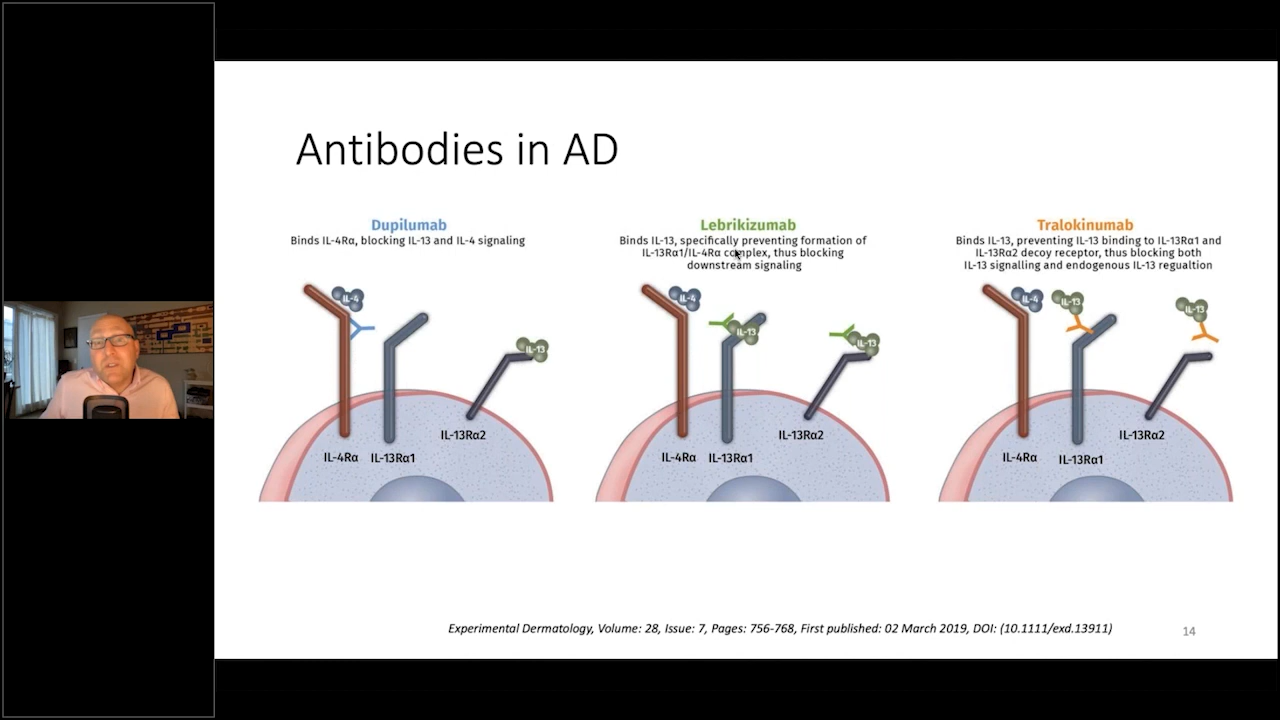 Antibodies in AD
Dupilumab
Binds IL-4Rα, blocking IL-13 and IL-4 signaling
IL-4
IL-13
IL-4Rα
IL-13Rα1
IL-13Rα2
Lebrikizumab
Binds IL-13, specifically preventing formation of
IL-13Rα1/IL-4Rα complex, thus blocking
downstream signaling
IL-4
IL-13
IL-13
IL-4Rα
IL-13Rα1
IL-13Rα2
Tralokinumab
Binds IL-13, preventing IL-13 binding to IL-13Rα1 and
IL-13Rα2 decoy receptor, thus blocking both
IL-13 signalling and endogenous IL-13 regualtion
IL-4
IL-13
IL-13
IL-4Rα
IL-13Rα1
IL-13Rα2
Experimental Dermatology, Volume: 28, Issue: 7, Pages: 756-768, First published: 02 March 2019, DOI: (10.1111/exd.13911)
14